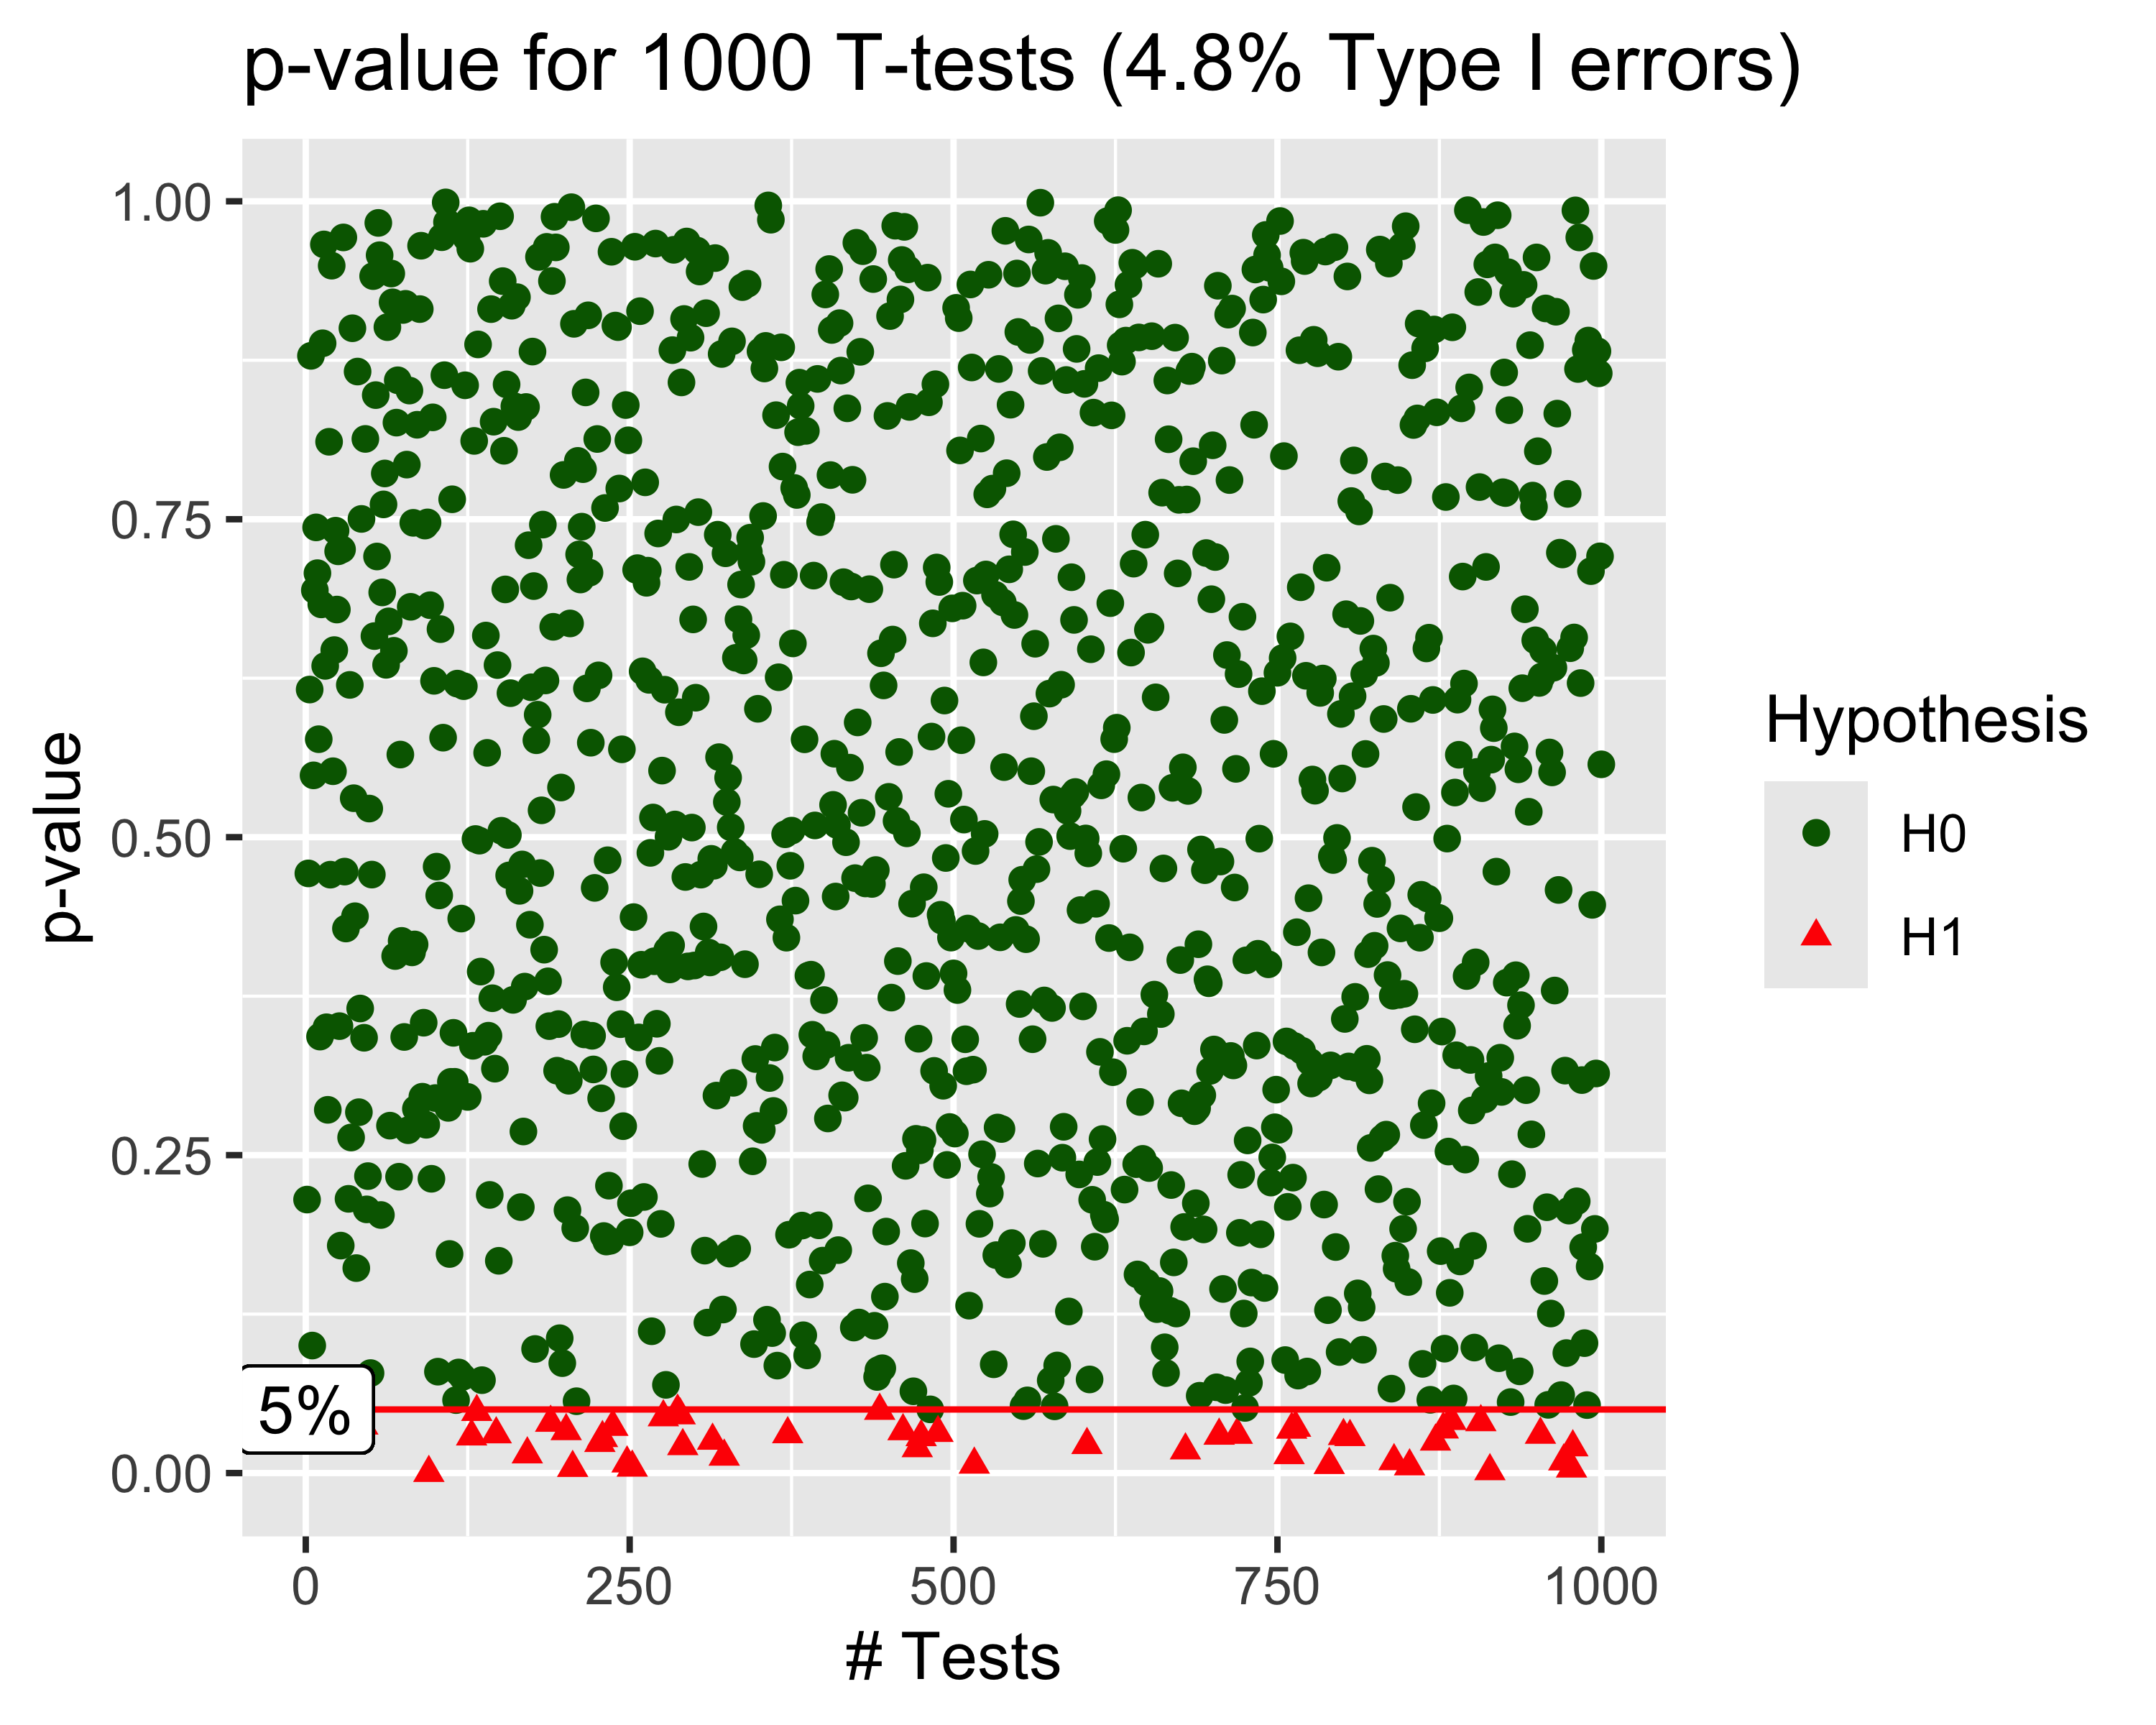 p-value for 1000 T-tests (4.8% Type I errors)
p-value
1.00
0.75
0.50
0.25
0.00
5%
0
250
500
750
1000
# Tests
Hypothesis
H0
H1